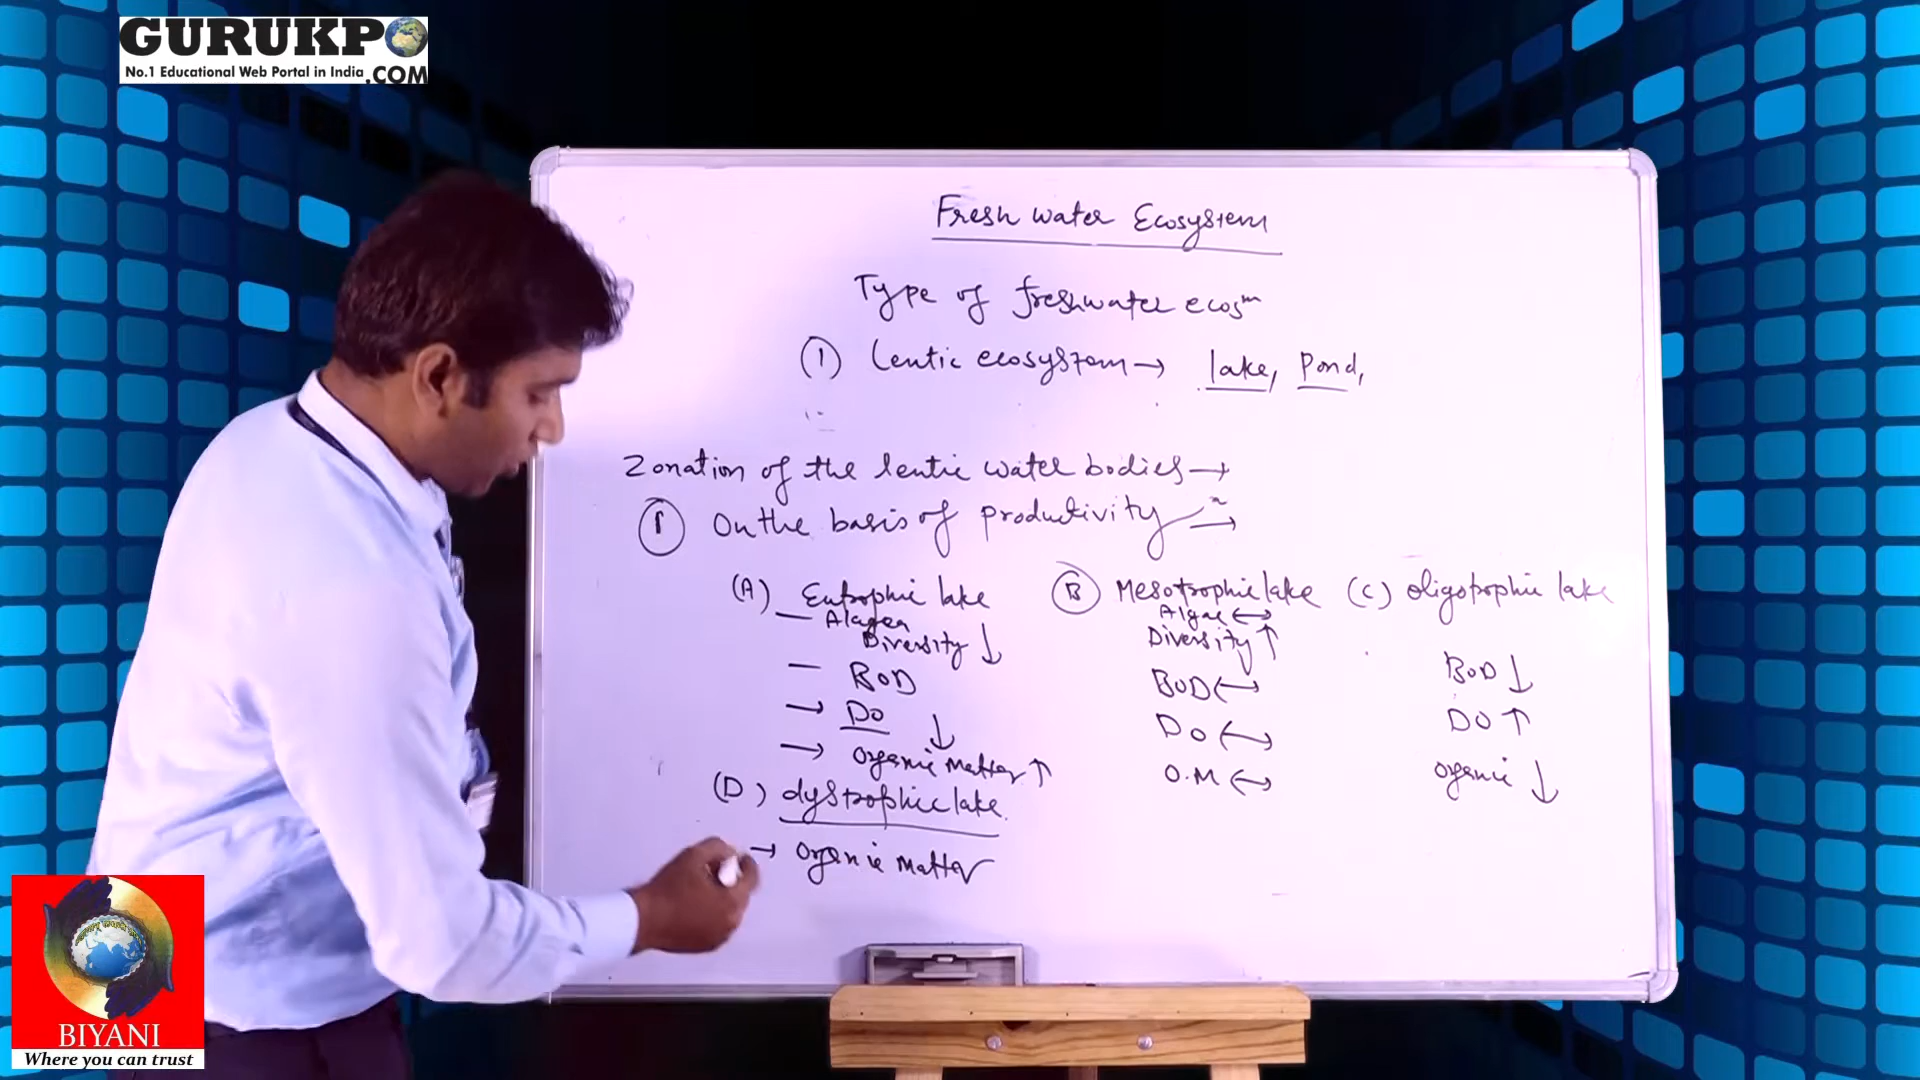 GURUKPO
No.1 Educational Web Portal in India .COM
Fresh water Ecosystem
Type of freshwater ecosm
(1) Lentic ecosystem → lake, Pond,
Zonation of the lentic water bodies →
(1) On the basis of productivity →
(A) Eutrophic lake
— Alagea
Diversity ↓
— BOD
→ DO ↓
→ Organic Matter ↑
(B) Mesotrophic lake
Algae ↔
Diversity ↑
BOD ↔
DO ↔
O.M ↔
(C) oligotrophic lake
BOD ↓
DO ↑
organic ↓
(D) dystrophic lake
→ Organic Matter
BIYANI
Where you can trust